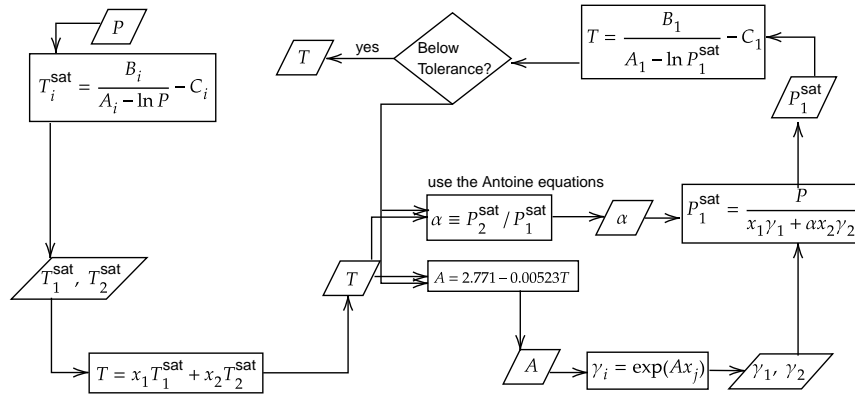 P
T_i^sat = B_i / (A_i − ln P) − C_i
T_1^sat , T_2^sat
T = x_1 T_1^sat + x_2 T_2^sat
T
use the Antoine equations
α ≡ P_2^sat / P_1^sat
α
A = 2.771 − 0.00523T
A
γ_i = exp(Ax_j)
γ_1, γ_2
P_1^sat = P / (x_1γ_1 + αx_2γ_2)
P_1^sat
T = B_1 / (A_1 − ln P_1^sat) − C_1
Below
Tolerance?
yes
T